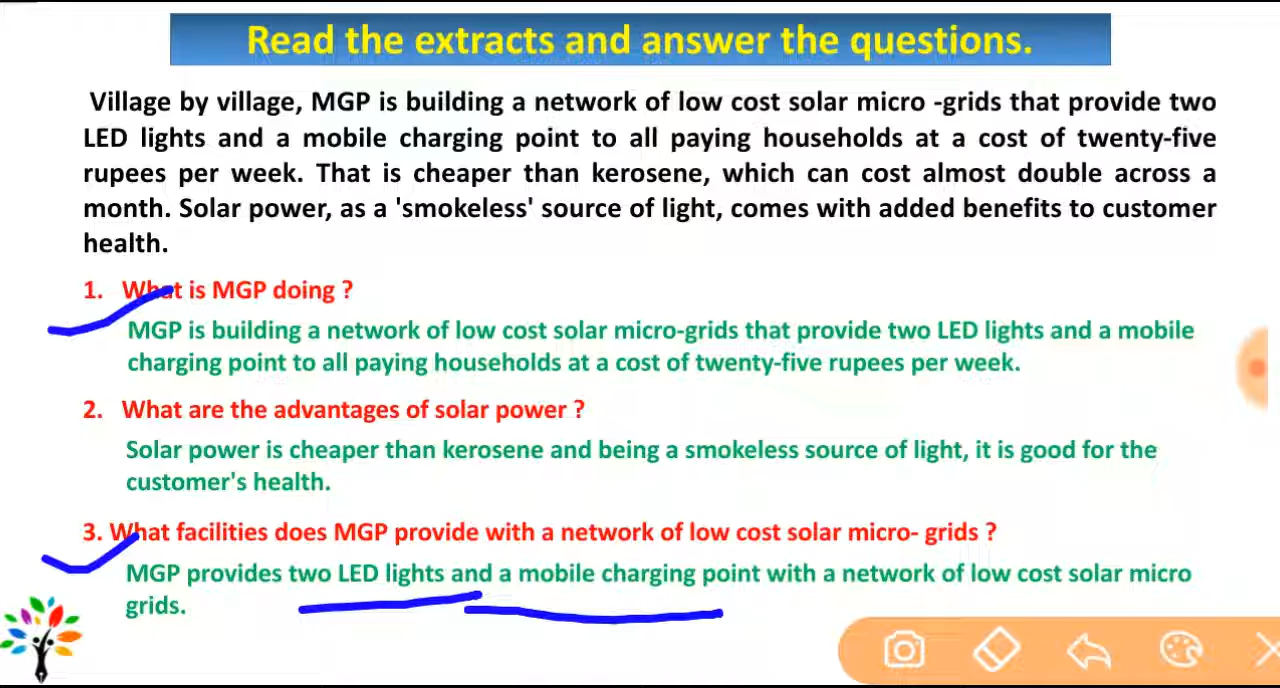 Read the extracts and answer the questions.
Village by village, MGP is building a network of low cost solar micro -grids that provide two
LED lights and a mobile charging point to all paying households at a cost of twenty-five
rupees per week. That is cheaper than kerosene, which can cost almost double across a
month. Solar power, as a 'smokeless' source of light, comes with added benefits to customer
health.
1. What is MGP doing ?
MGP is building a network of low cost solar micro-grids that provide two LED lights and a mobile
charging point to all paying households at a cost of twenty-five rupees per week.
2. What are the advantages of solar power ?
Solar power is cheaper than kerosene and being a smokeless source of light, it is good for the
customer's health.
3. What facilities does MGP provide with a network of low cost solar micro- grids ?
MGP provides two LED lights and a mobile charging point with a network of low cost solar micro
grids.